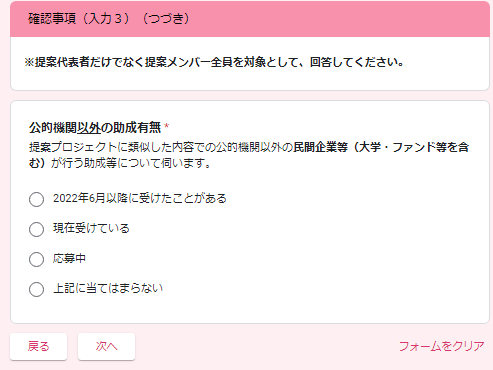 確認事項（入力３）（つづき）
※提案代表者だけでなく提案メンバー全員を対象として、回答してください。
公的機関以外の助成有無 *
提案プロジェクトに類似した内容での公的機関以外の民間企業等（大学・ファンド等を含
む）が行う助成等について伺います。
2022年6月以降に受けたことがある
現在受けている
応募中
上記に当てはまらない
戻る 次へ フォームをクリア